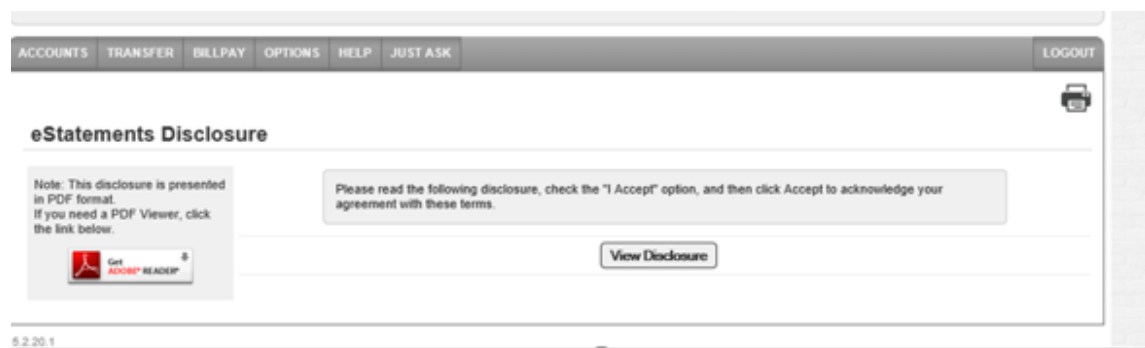 ACCOUNTS TRANSFER BILLPAY OPTIONS HELP JUST ASK LOGOUT
eStatements Disclosure
Note: This disclosure is presented
in PDF format.
If you need a PDF Viewer, click
the link below.
Get
ADOBE® READER®
Please read the following disclosure, check the "I Accept" option, and then click Accept to acknowledge your
agreement with these terms.
View Disclosure
5.2.20.1